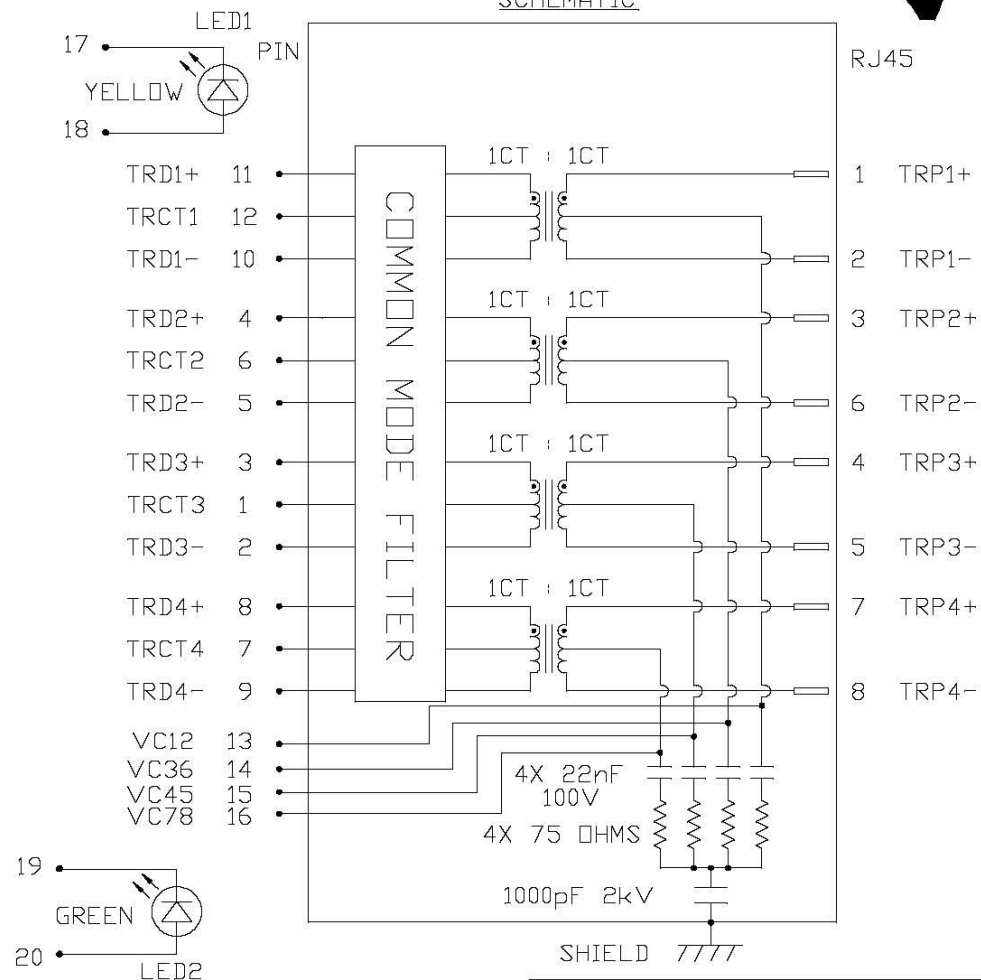 SCHEMATIC
LED1
17
PIN
RJ45
YELLOW
18
1CT : 1CT
TRD1+ 11
1 TRP1+
TRCT1 12
TRD1- 10
2 TRP1-
1CT : 1CT
TRD2+ 4
3 TRP2+
TRCT2 6
TRD2- 5
6 TRP2-
COMMON MODE FILTER
1CT : 1CT
TRD3+ 3
4 TRP3+
TRCT3 1
TRD3- 2
5 TRP3-
1CT : 1CT
TRD4+ 8
7 TRP4+
TRCT4 7
TRD4- 9
8 TRP4-
VC12 13
VC36 14
VC45 15
VC78 16
4X 22nF
100V
4X 75 OHMS
19
1000pF 2kV
GREEN
20
SHIELD
LED2